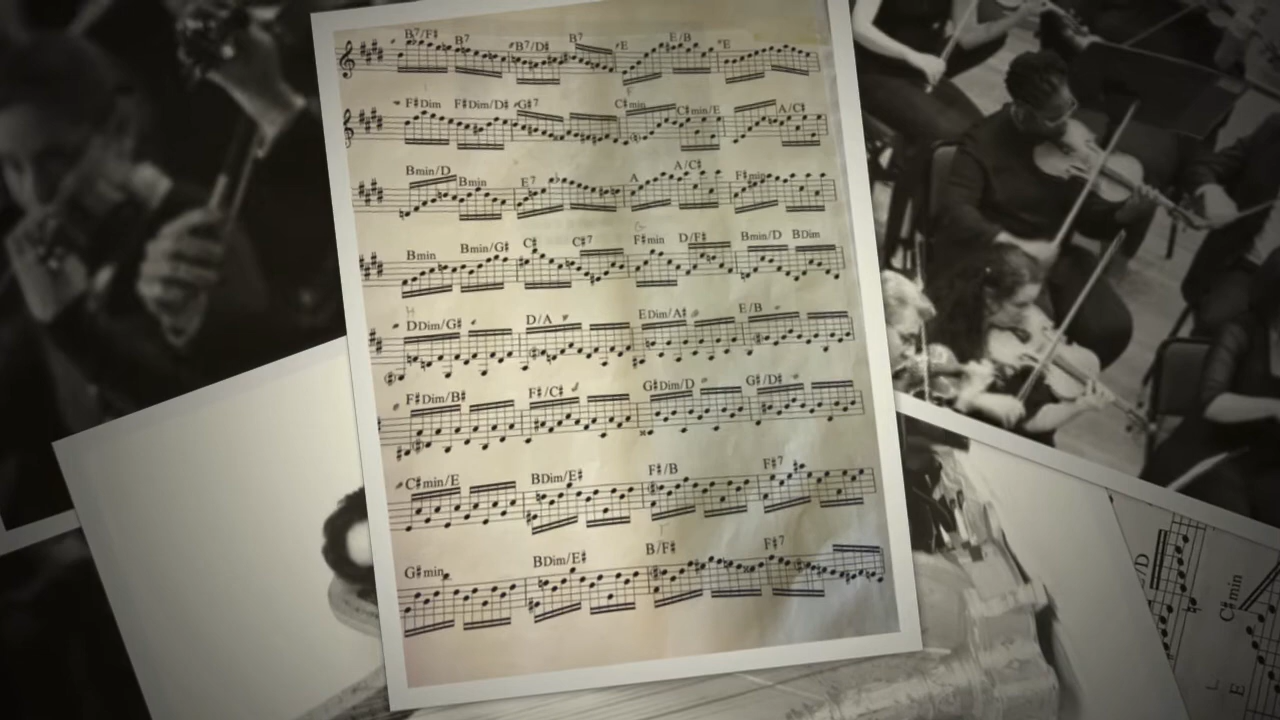 B7/F♯ B7 B7/D♯ B7 E E/B E
F♯Dim F♯Dim/D♯ G♯7 C♯min C♯min/E A/C♯
Bmin/D Bmin E7 A A/C♯ F♯min
Bmin Bmin/G♯ C♯ C♯7 F♯min D/F♯ Bmin/D BDim
DDim/G♯ D/A EDim/A♯ E/B
F♯Dim/B♯ F♯/C♯ G♯Dim/D G♯/D♯
C♯min/E BDim/E♯ F♯/B F♯7
G♯min BDim/E♯ B/F♯ F♯7
/D
C♯min
E